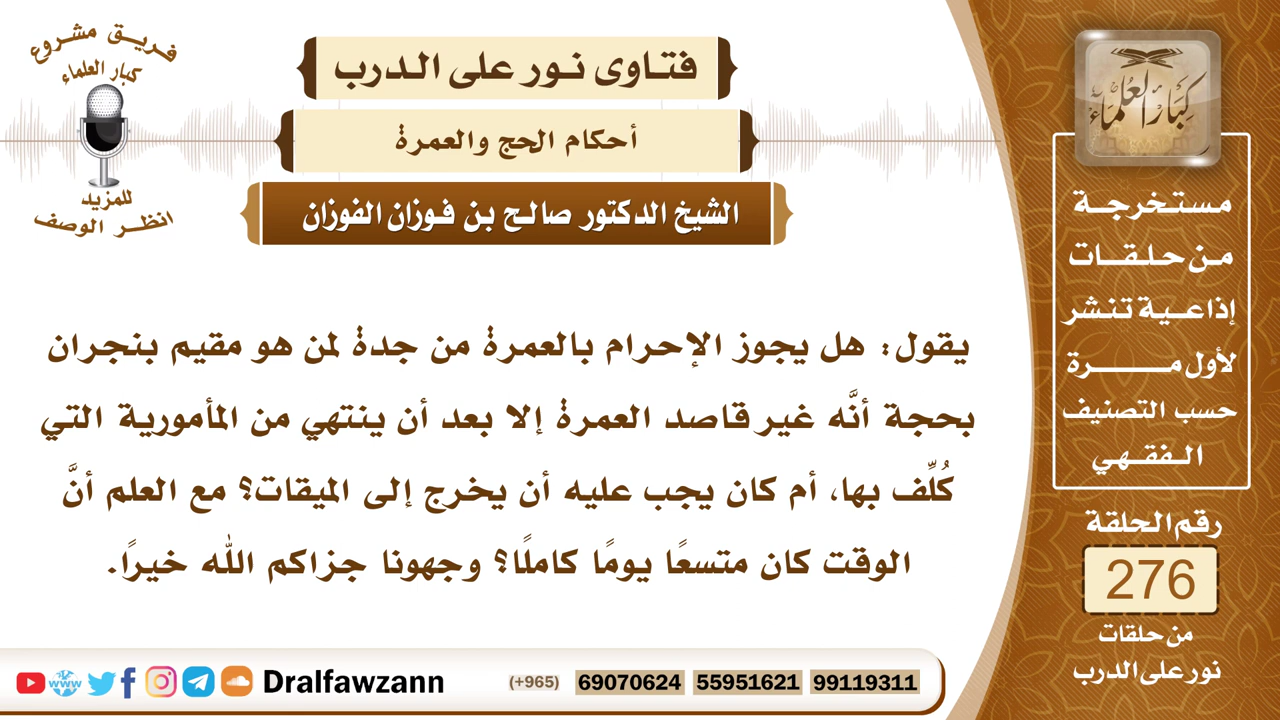 فريق مشروع
كبار العلماء
للمزيد
انظر الوصف
فتاوى نور على الدرب
أحكام الحج والعمرة
الشيخ الدكتور صالح بن فوزان الفوزان
يقول: هل يجوز الإحرام بالعمرة من جدة لمن هو مقيم بنجران
بحجة أنَّه غير قاصد العمرة إلا بعد أن ينتهي من المأمورية التي
كُلِّف بها، أم كان يجب عليه أن يخرج إلى الميقات؟ مع العلم أنَّ
الوقت كان متسعًا يومًا كاملًا؟ وجهونا جزاكم الله خيرًا.
كبار العلماء
مستخرجة
من حلقات
إذاعية تنشر
لأول مرة
حسب التصنيف
الفقهي
رقم الحلقة
276
من حلقات
نور على الدرب
www
Dralfawzann
(+965) 69070624 55951621 99119311